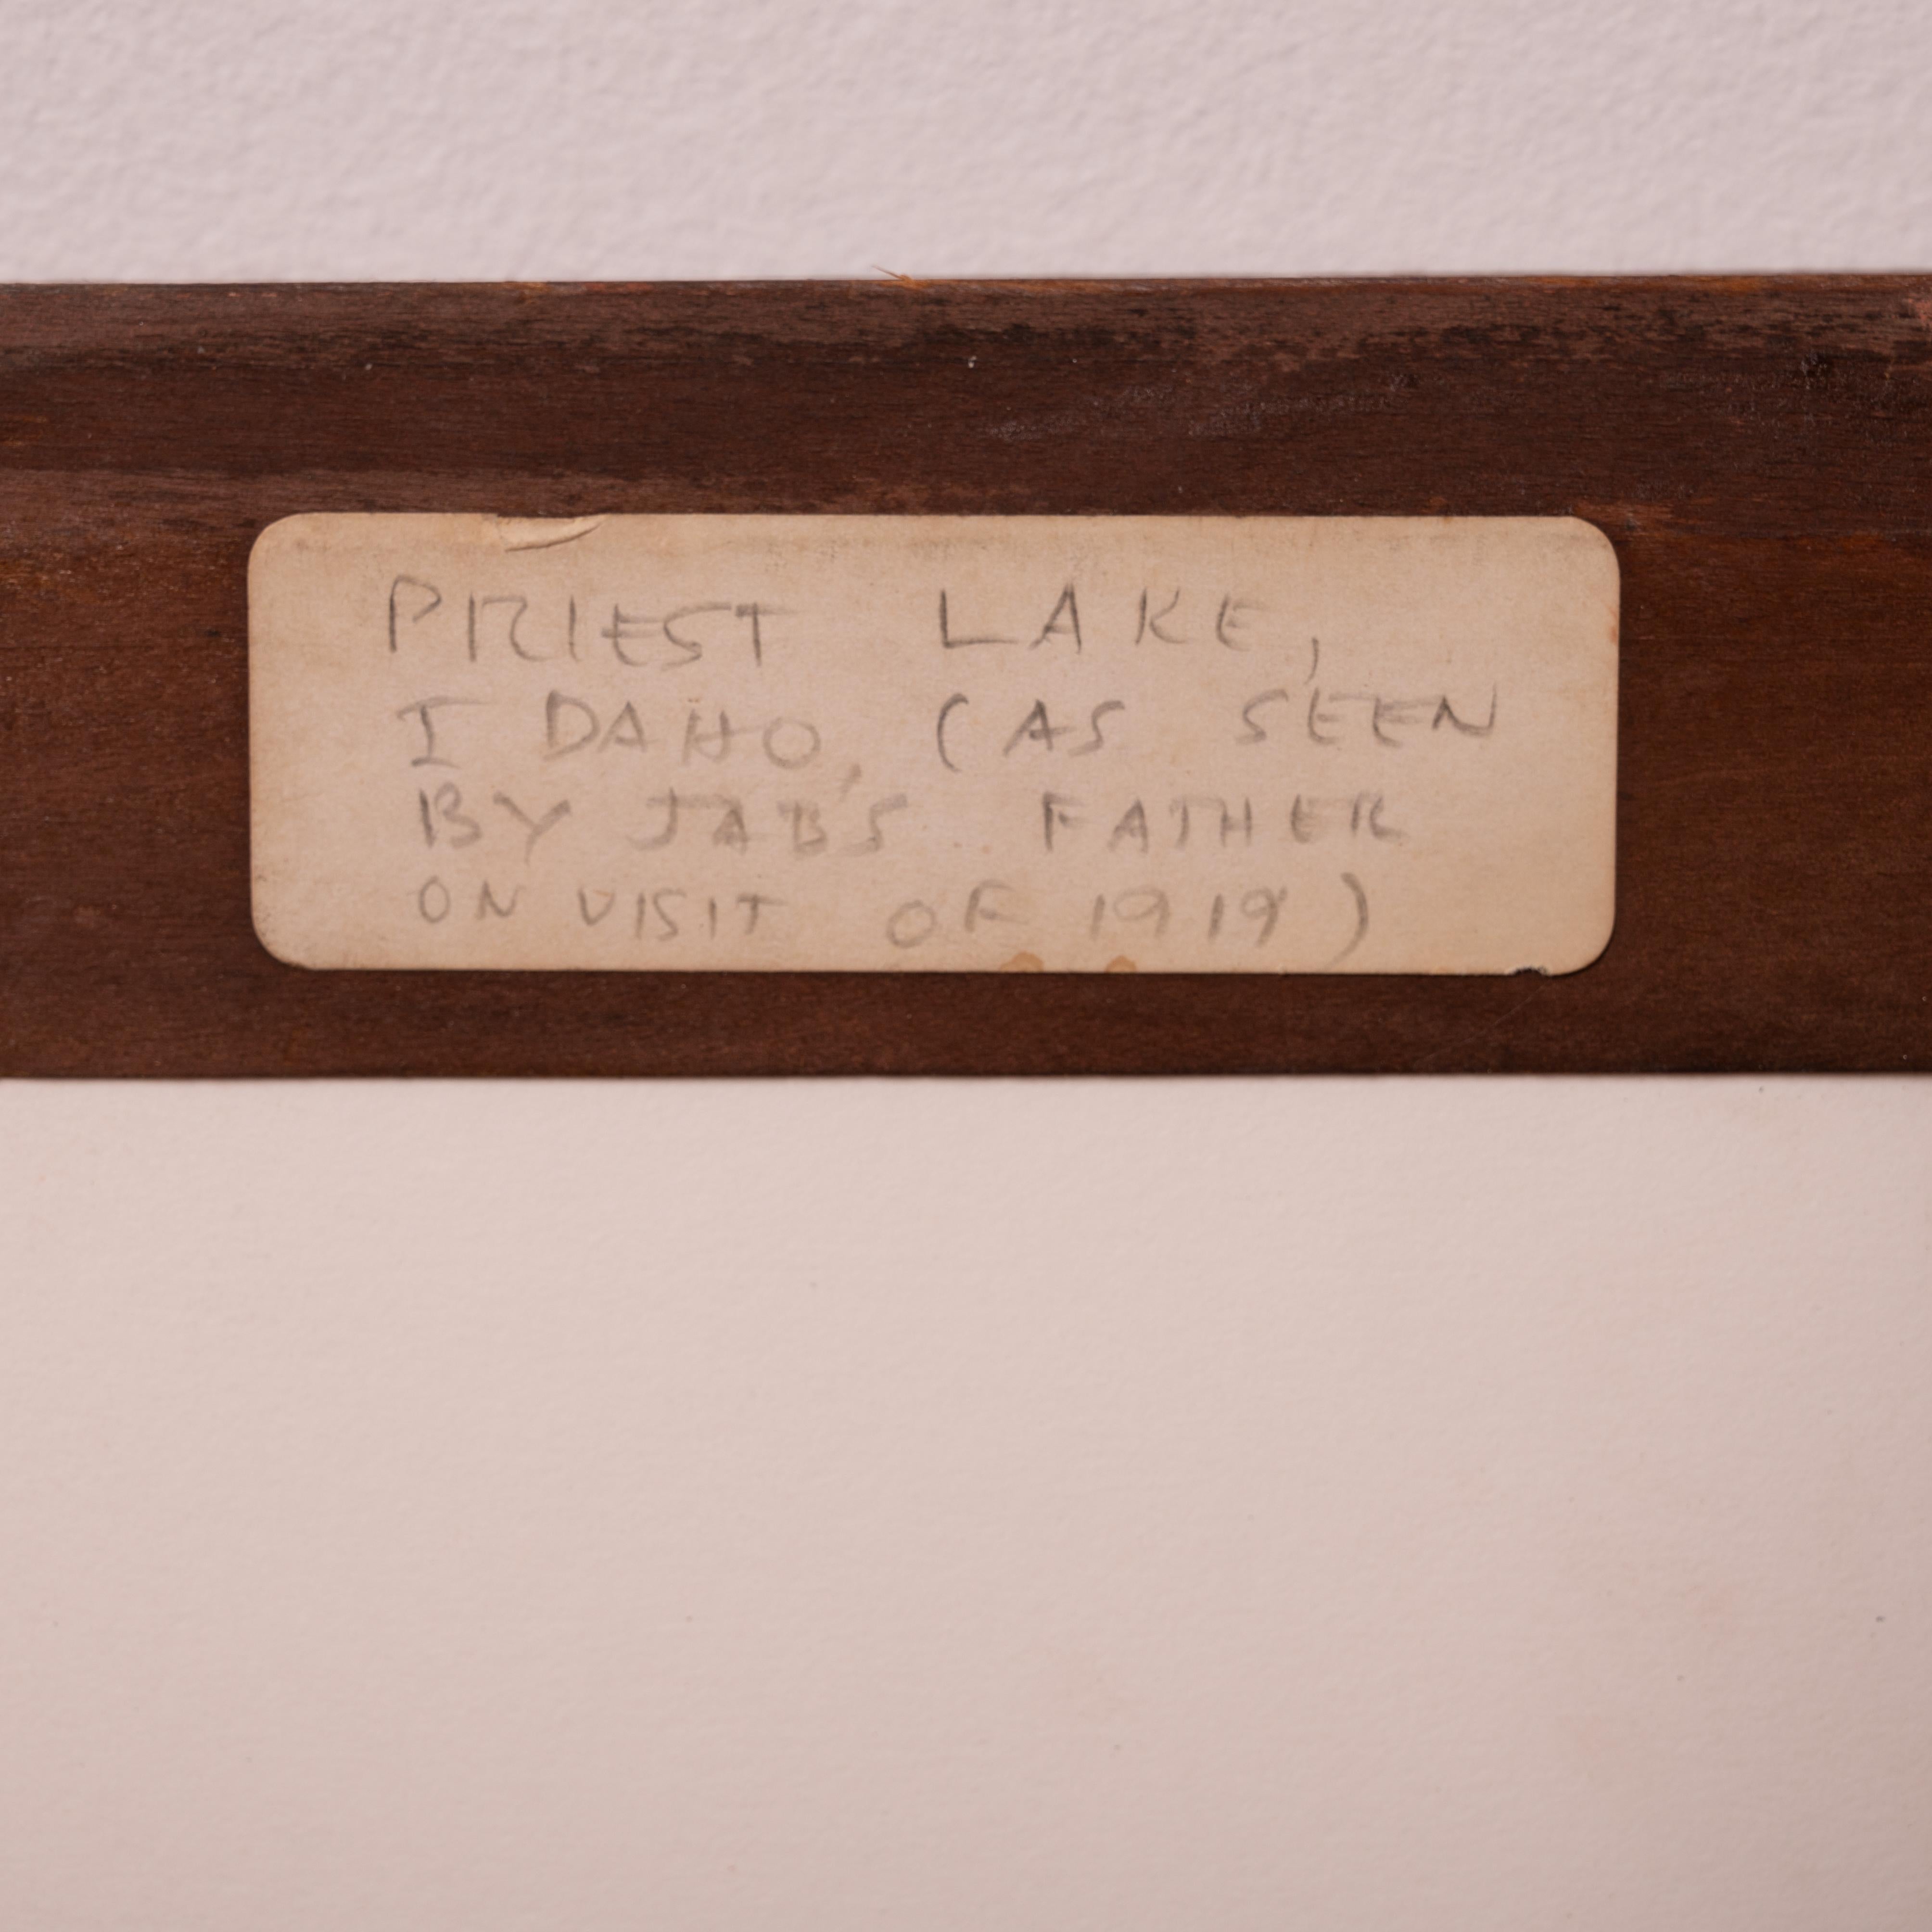 PRIEST LAKE,
IDAHO, (AS SEEN
BY JAB'S FATHER
ON VISIT OF 1919)